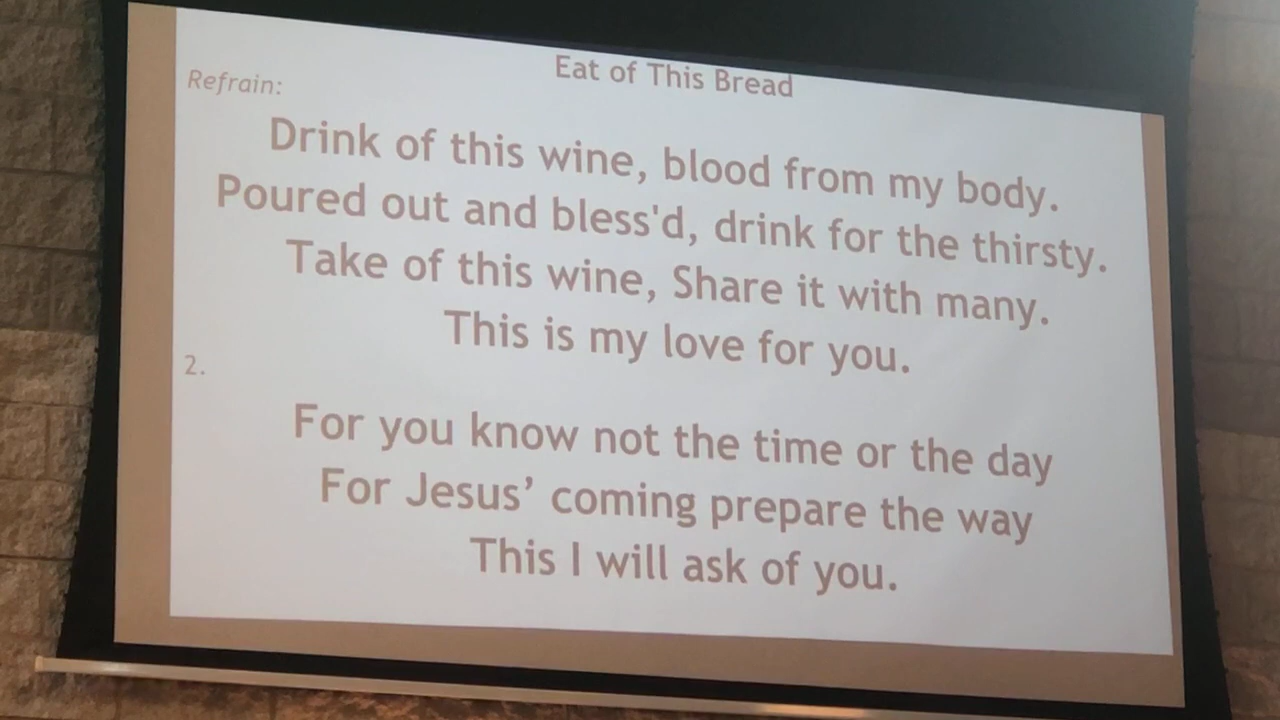 Eat of This Bread
Refrain:
Drink of this wine, blood from my body.
Poured out and bless'd, drink for the thirsty.
Take of this wine, Share it with many.
This is my love for you.
2.
For you know not the time or the day
For Jesus’ coming prepare the way
This I will ask of you.